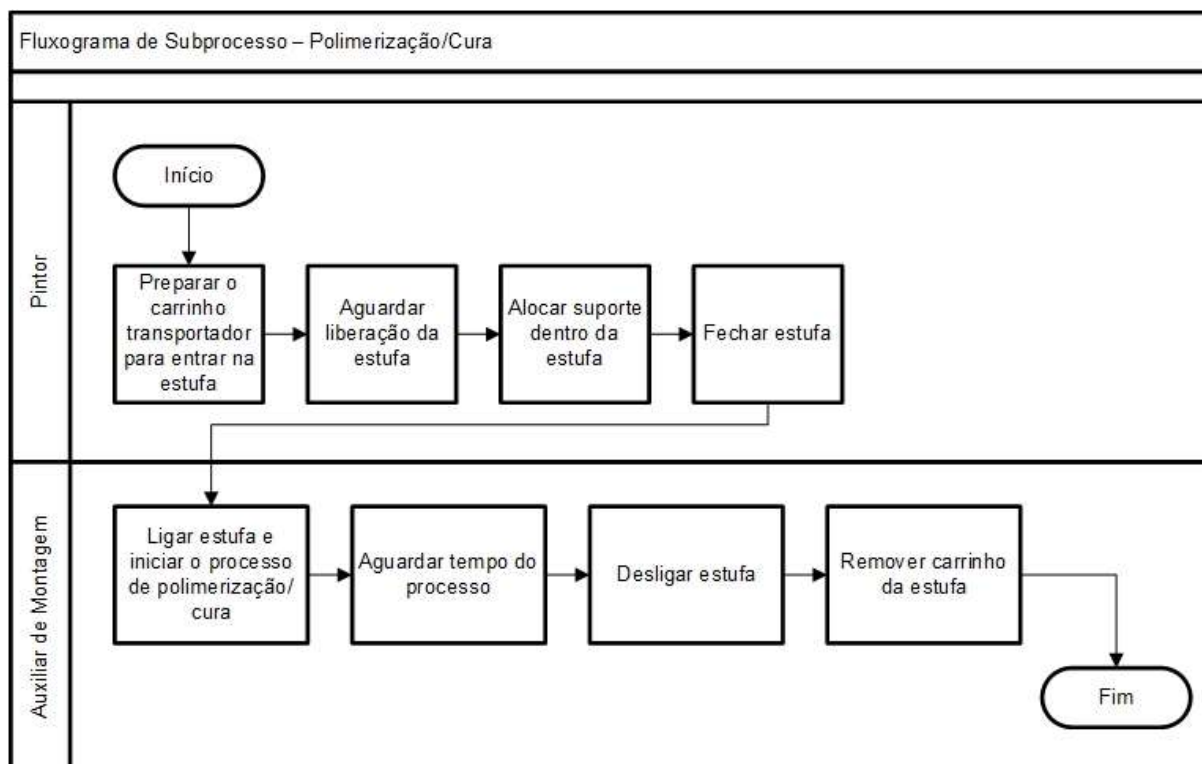 Fluxograma de Subprocesso – Polimerização/Cura
Pintor
Início
Preparar o
carrinho
transportador
para entrar na
estufa
Aguardar
liberação da
estufa
Alocar suporte
dentro da
estufa
Fechar estufa
Auxiliar de Montagem
Ligar estufa e
iniciar o processo
de polimerização/
cura
Aguardar tempo do
processo
Desligar estufa
Remover carrinho
da estufa
Fim